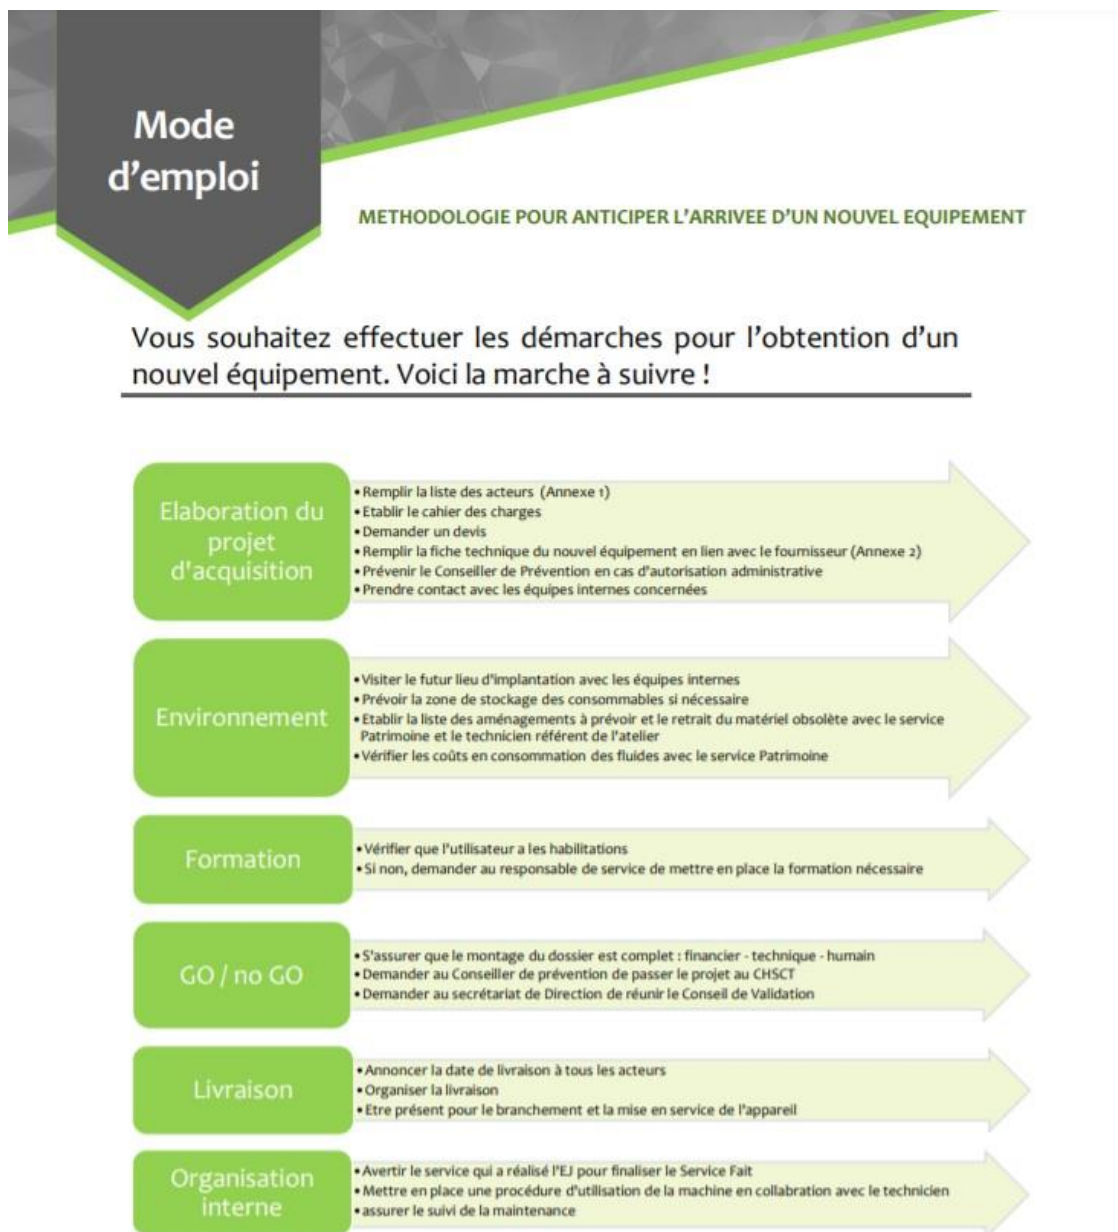 Mode
d'emploi
METHODOLOGIE POUR ANTICIPER L'ARRIVEE D'UN NOUVEL EQUIPEMENT
Vous souhaitez effectuer les démarches pour l'obtention d'un
nouvel équipement. Voici la marche à suivre !
Elaboration du
projet
d'acquisition
• Remplir la liste des acteurs (Annexe 1)
• Etablir le cahier des charges
• Demander un devis
• Remplir la fiche technique du nouvel équipement en lien avec le fournisseur (Annexe 2)
• Prévenir le Conseiller de Prévention en cas d'autorisation administrative
• Prendre contact avec les équipes internes concernées
Environnement
• Visiter le futur lieu d'implantation avec les équipes internes
• Prévoir la zone de stockage des consommables si nécessaire
• Etablir la liste des aménagements à prévoir et le retrait du matériel obsolète avec le service
Patrimoine et le technicien référent de l'atelier
• Vérifier les coûts en consommation des fluides avec le service Patrimoine
Formation
• Vérifier que l'utilisateur a les habilitations
• Si non, demander au responsable de service de mettre en place la formation nécessaire
GO / no GO
• S'assurer que le montage du dossier est complet : financier - technique - humain
• Demander au Conseiller de prévention de passer le projet au CHSCT
• Demander au secrétariat de Direction de réunir le Conseil de Validation
Livraison
• Annoncer la date de livraison à tous les acteurs
• Organiser la livraison
• Etre présent pour le branchement et la mise en service de l'appareil
Organisation
interne
• Avertir le service qui a réalisé l'EJ pour finaliser le Service Fait
• Mettre en place une procédure d'utilisation de la machine en collabration avec le technicien
• assurer le suivi de la maintenance